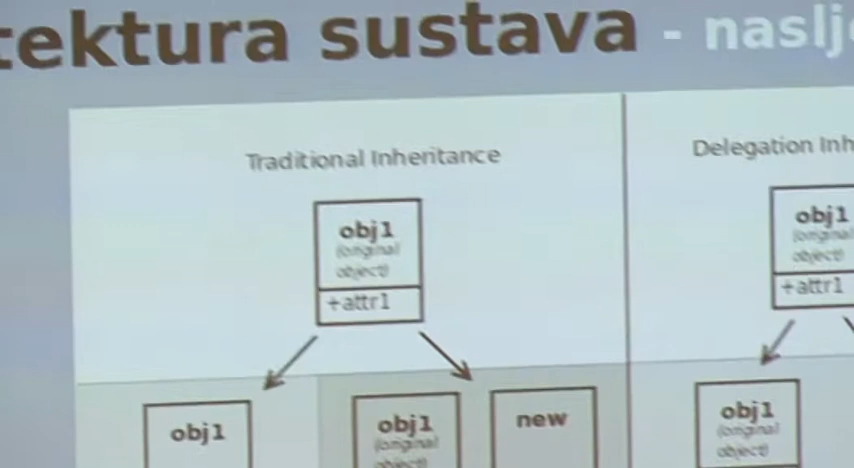 tektura sustava - naslj
Traditional Inheritance
Delegation Inh
obj1
(original
object)
+attr1
obj1
(original
object)
+attr1
obj1
obj1
(original
object)
new
obj1
(original
object)